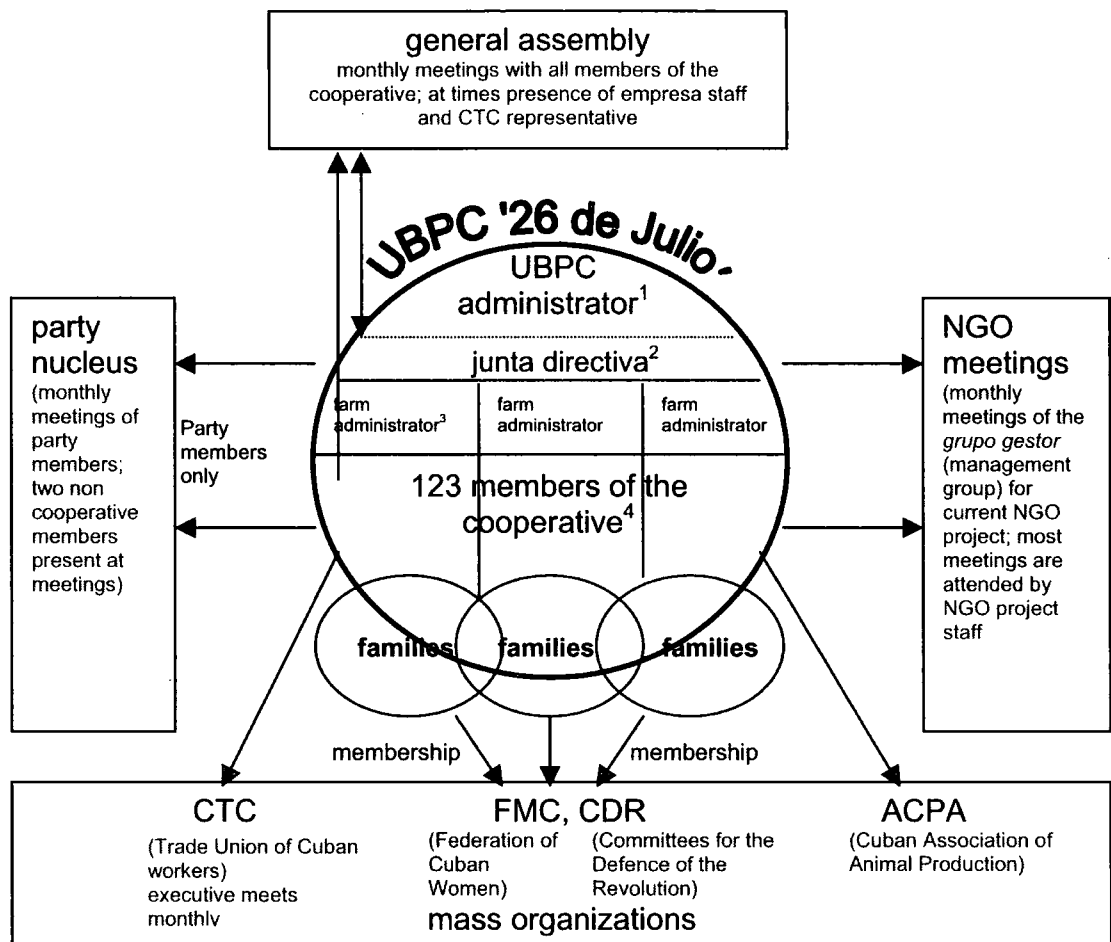 general assembly
monthly meetings with all members of the
cooperative; at times presence of empresa staff
and CTC representative
UBPC '26 de Julio´
UBPC
administrator¹
junta directiva²
farm
administrator³
farm
administrator
farm
administrator
123 members of the
cooperative⁴
families
families
families
party
nucleus
(monthly
meetings of
party
members;
two non
cooperative
members
present at
meetings)
Party
members
only
NGO
meetings
(monthly
meetings of the
grupo gestor
(management
group) for
current NGO
project; most
meetings are
attended by
NGO project
staff
membership
membership
CTC
(Trade Union of Cuban
workers)
executive meets
monthly
FMC, CDR
(Federation of
Cuban
Women)
(Committees for the
Defence of the
Revolution)
ACPA
(Cuban Association of
Animal Production)
mass organizations